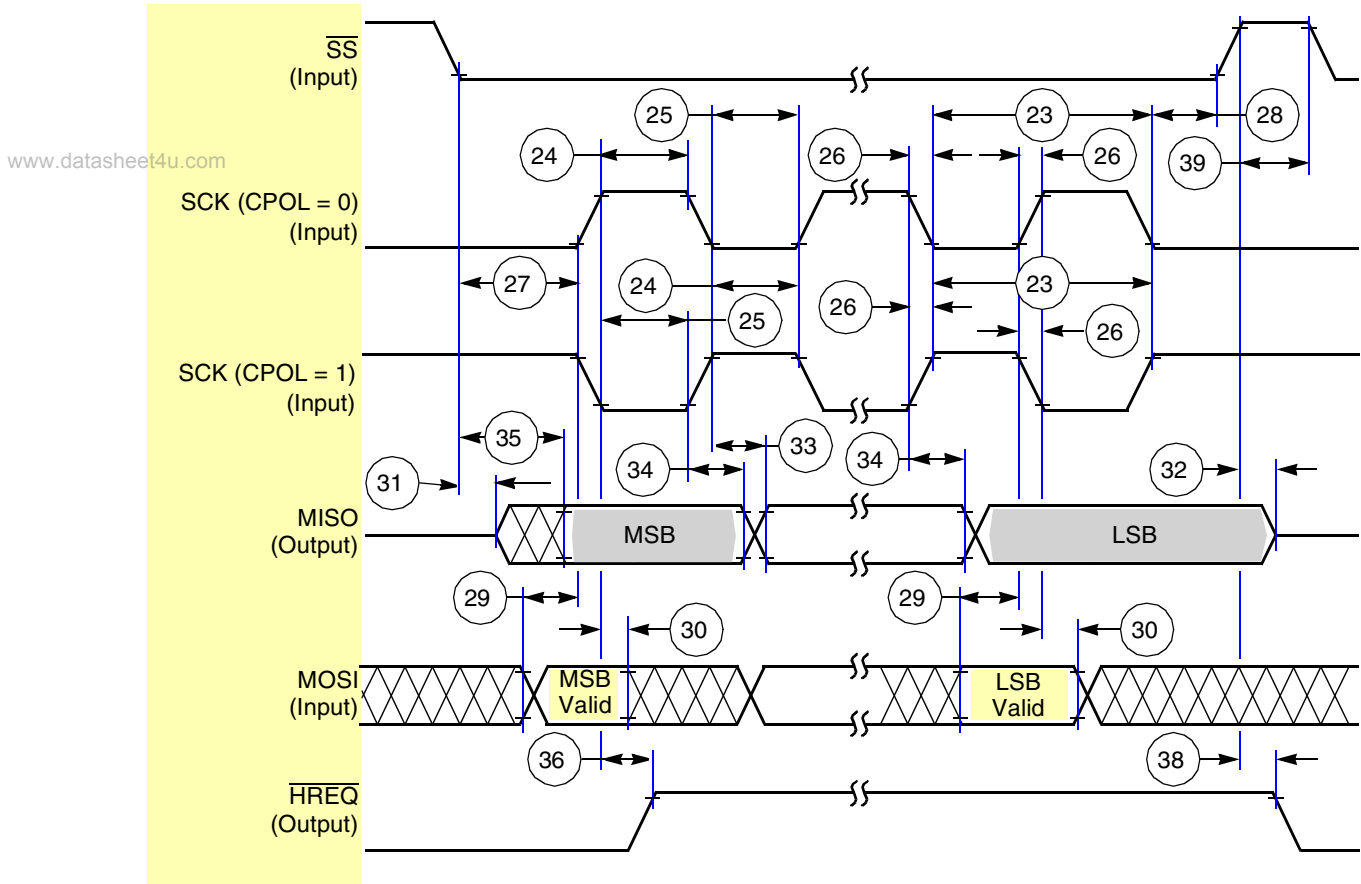 SS
(Input)
25
23
28
www.datasheet4u.com
24
26
26
39
SCK (CPOL = 0)
(Input)
27
24
26
23
25
26
SCK (CPOL = 1)
(Input)
35
33
31
34
34
32
MISO
(Output)
MSB
LSB
29
29
30
30
MOSI
(Input)
MSB
Valid
LSB
Valid
36
38
HREQ
(Output)